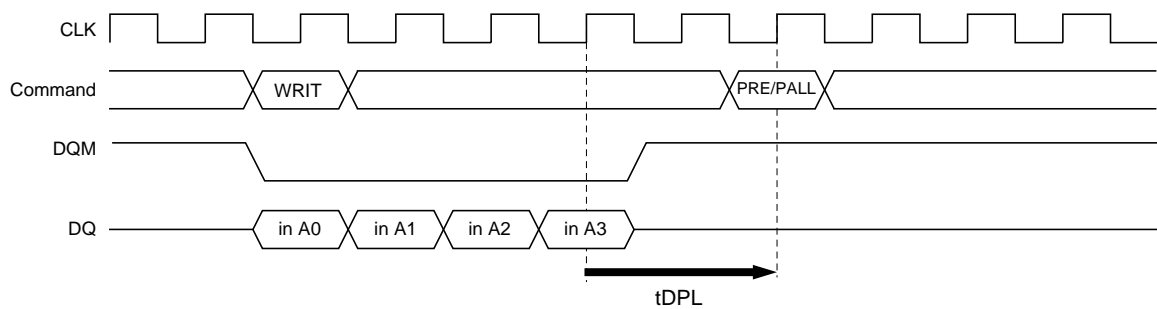 CLK
Command
WRIT
PRE/PALL
DQM
DQ
in A0
in A1
in A2
in A3
tDPL